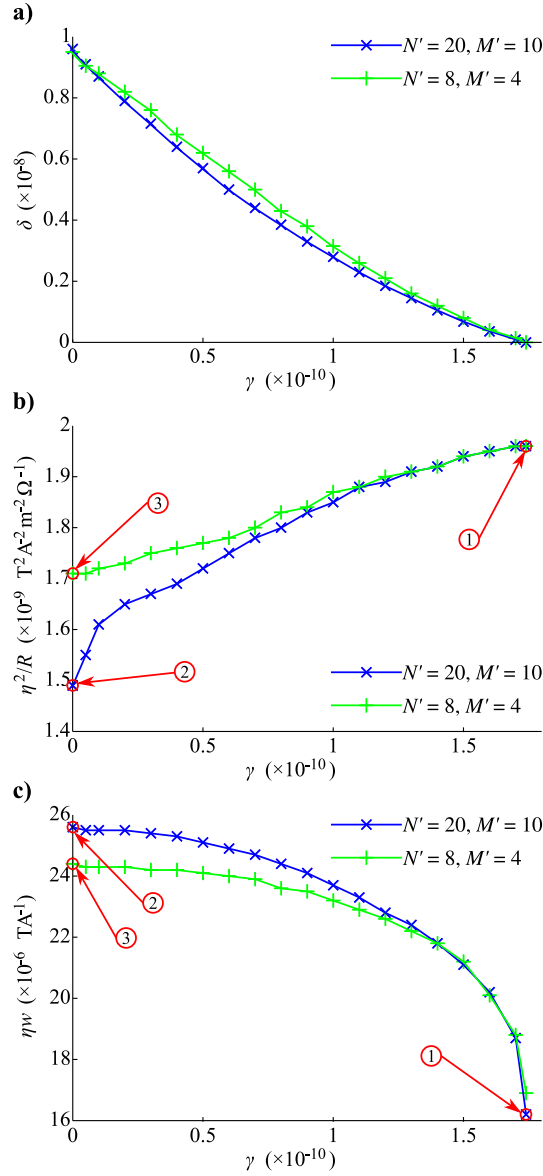 a)
1
0.8
0.6
0.4
0.2
0
δ (×10⁻⁸)
N′ = 20, M′ = 10
N′ = 8, M′ = 4
0
0.5
1
1.5
γ (×10⁻¹⁰)
b)
2
1.9
1.8
1.7
1.6
1.5
1.4
η²/R (×10⁻⁹ T²A⁻²m⁻²Ω⁻¹)
3
1
2
N′ = 20, M′ = 10
N′ = 8, M′ = 4
0
0.5
1
1.5
γ (×10⁻¹⁰)
c)
26
24
22
20
18
16
ηw (×10⁻⁶ TA⁻¹)
N′ = 20, M′ = 10
N′ = 8, M′ = 4
2
3
1
0
0.5
1
1.5
γ (×10⁻¹⁰)